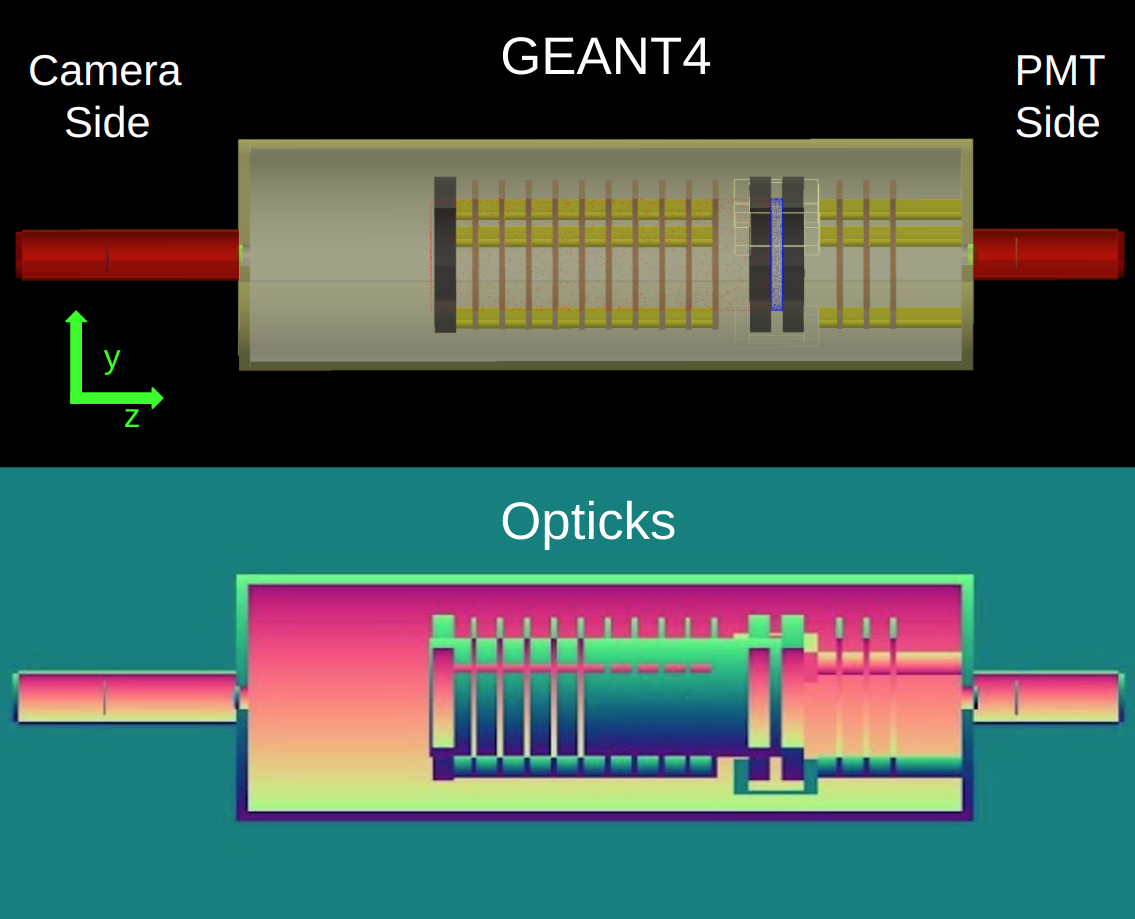 GEANT4
Camera
Side
PMT
Side
y
z
Opticks